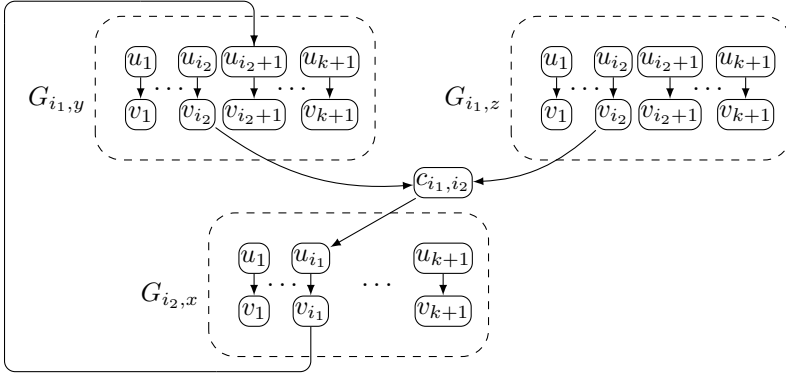 u_1 u_{i_2} u_{i_2+1} u_{k+1}
G_{i_1,y} ··· ···
v_1 v_{i_2} v_{i_2+1} v_{k+1}
u_1 u_{i_2} u_{i_2+1} u_{k+1}
G_{i_1,z} ··· ···
v_1 v_{i_2} v_{i_2+1} v_{k+1}
c_{i_1,i_2}
u_1 u_{i_1} u_{k+1}
G_{i_2,x} ··· ···
v_1 v_{i_1} v_{k+1}